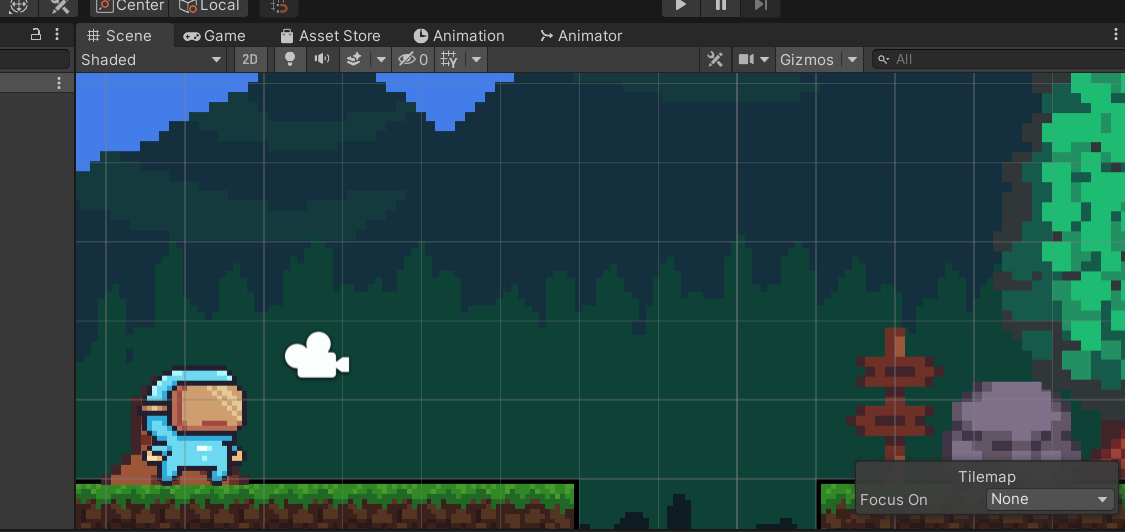 Center Local
Scene Game Asset Store Animation Animator
Shaded 2D 0 Gizmos All
Tilemap
Focus On None